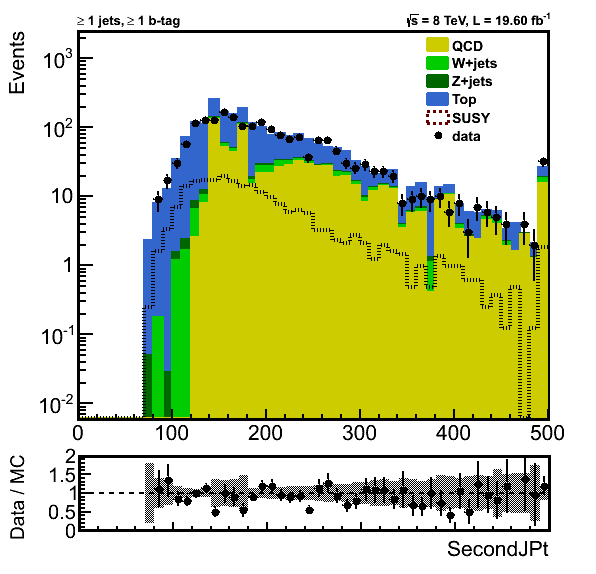 ≥ 1 jets, ≥ 1 b-tag
√s = 8 TeV, L = 19.60 fb⁻¹
Events
QCD
W+jets
Z+jets
Top
SUSY
data
10³
10²
10
1
10⁻¹
10⁻²
0 100 200 300 400 500
Data / MC
2
1.5
1
0.5
0
SecondJPt